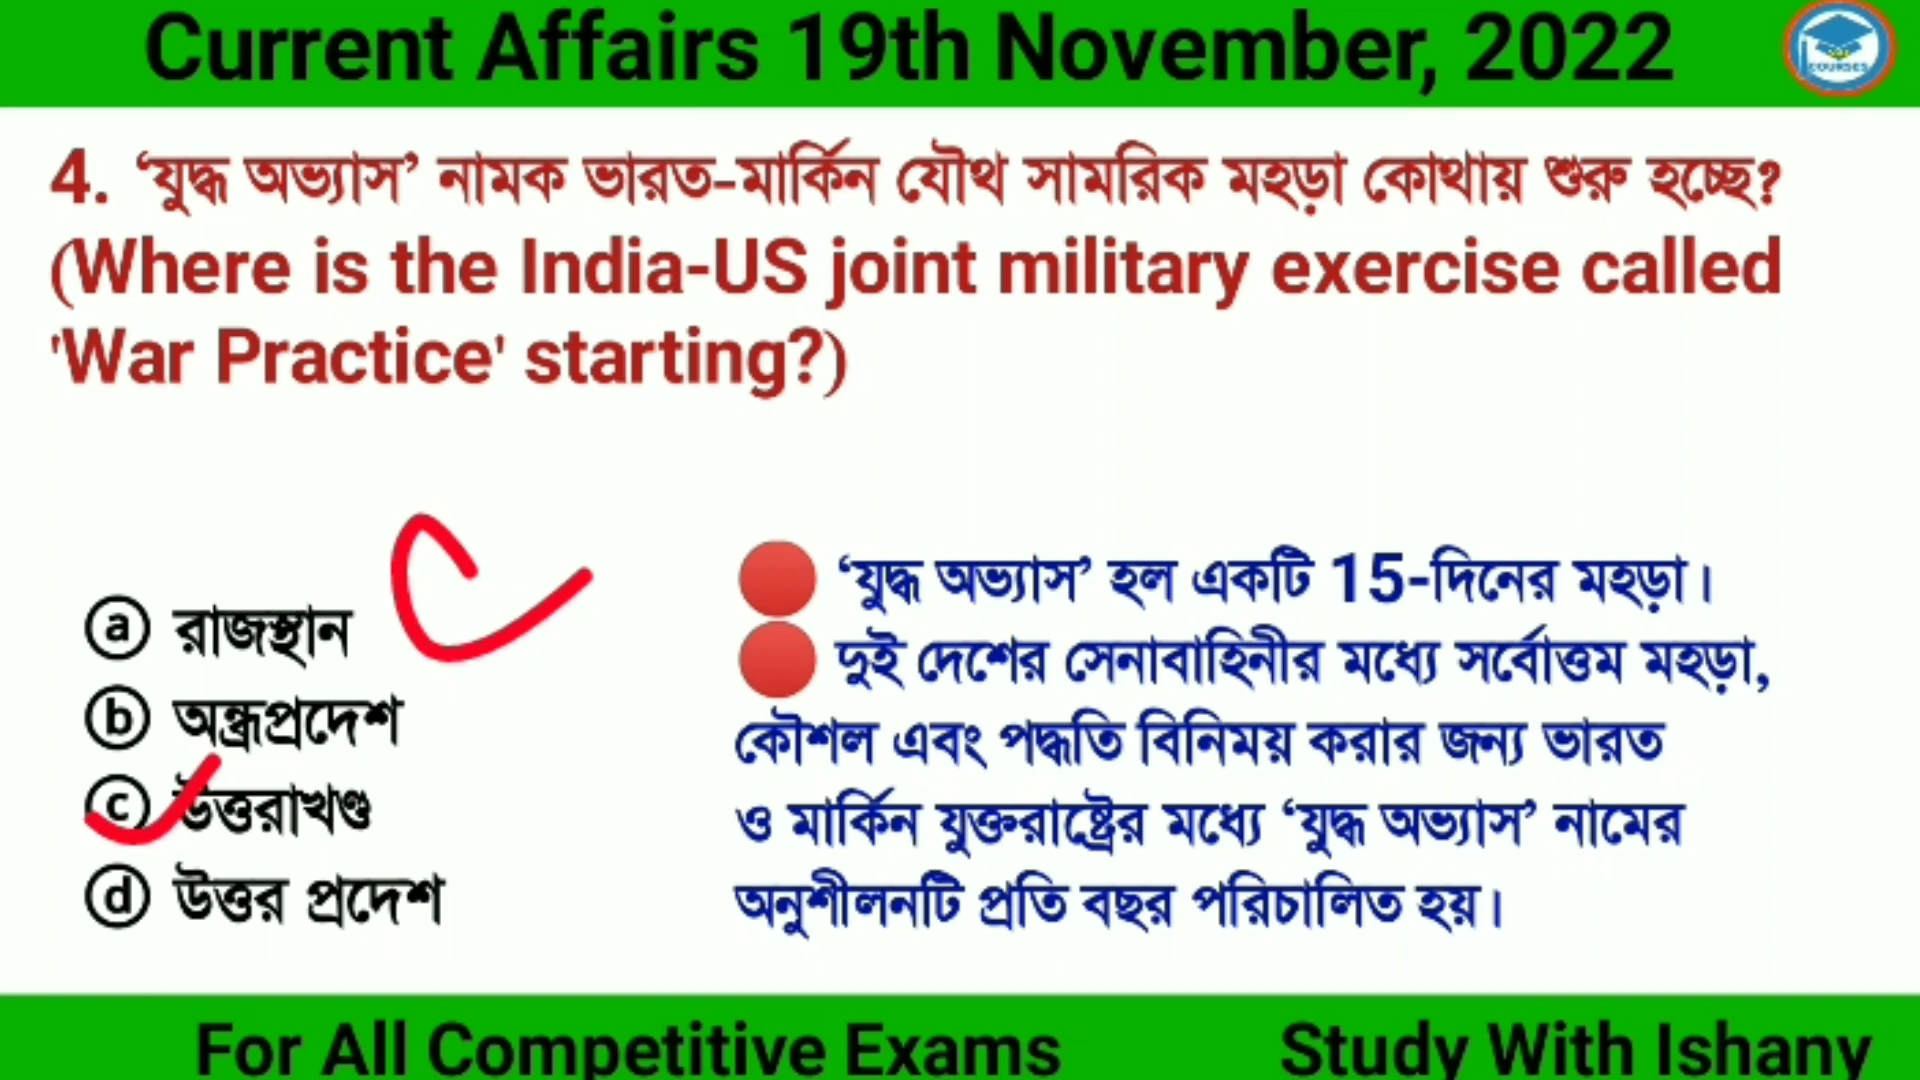 Current Affairs 19th November, 2022
COURSES
4. ‘যুদ্ধ অভ্যাস’ নামক ভারত-মার্কিন যৌথ সামরিক মহড়া কোথায় শুরু হচ্ছে?
(Where is the India-US joint military exercise called
'War Practice' starting?)
ⓐ রাজস্থান
ⓑ অন্ধ্রপ্রদেশ
ⓒ উত্তরাখণ্ড
ⓓ উত্তর প্রদেশ
‘যুদ্ধ অভ্যাস’ হল একটি 15-দিনের মহড়া।
দুই দেশের সেনাবাহিনীর মধ্যে সর্বোত্তম মহড়া,
কৌশল এবং পদ্ধতি বিনিময় করার জন্য ভারত
ও মার্কিন যুক্তরাষ্ট্রের মধ্যে ‘যুদ্ধ অভ্যাস’ নামের
অনুশীলনটি প্রতি বছর পরিচালিত হয়।
For All Competitive Exams
Study With Ishany